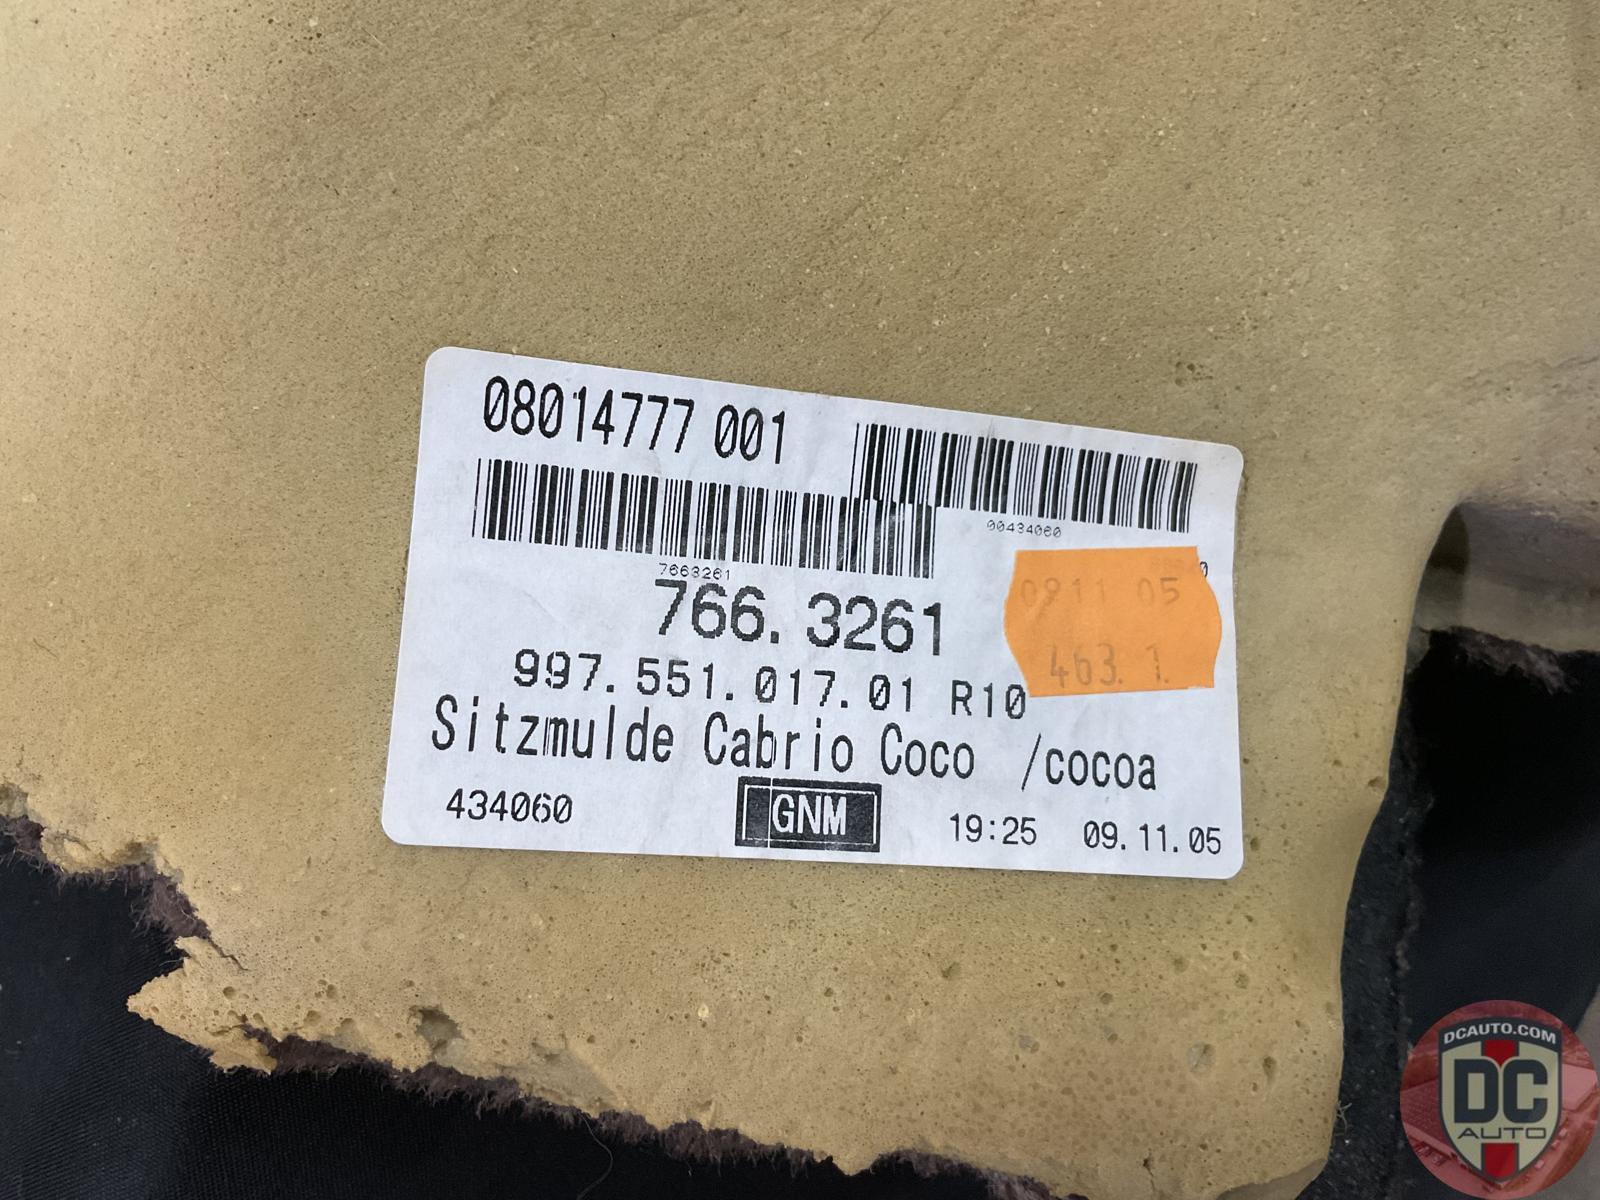 08014777 001
00434060
7663261
766. 3261
0911 05
463. 1.
997. 551. 017. 01 R10
Sitzmulde Cabrio Coco /cocoa
434060
GNM
19:25 09. 11. 05
DCAUTO.COM
DC
AUTO